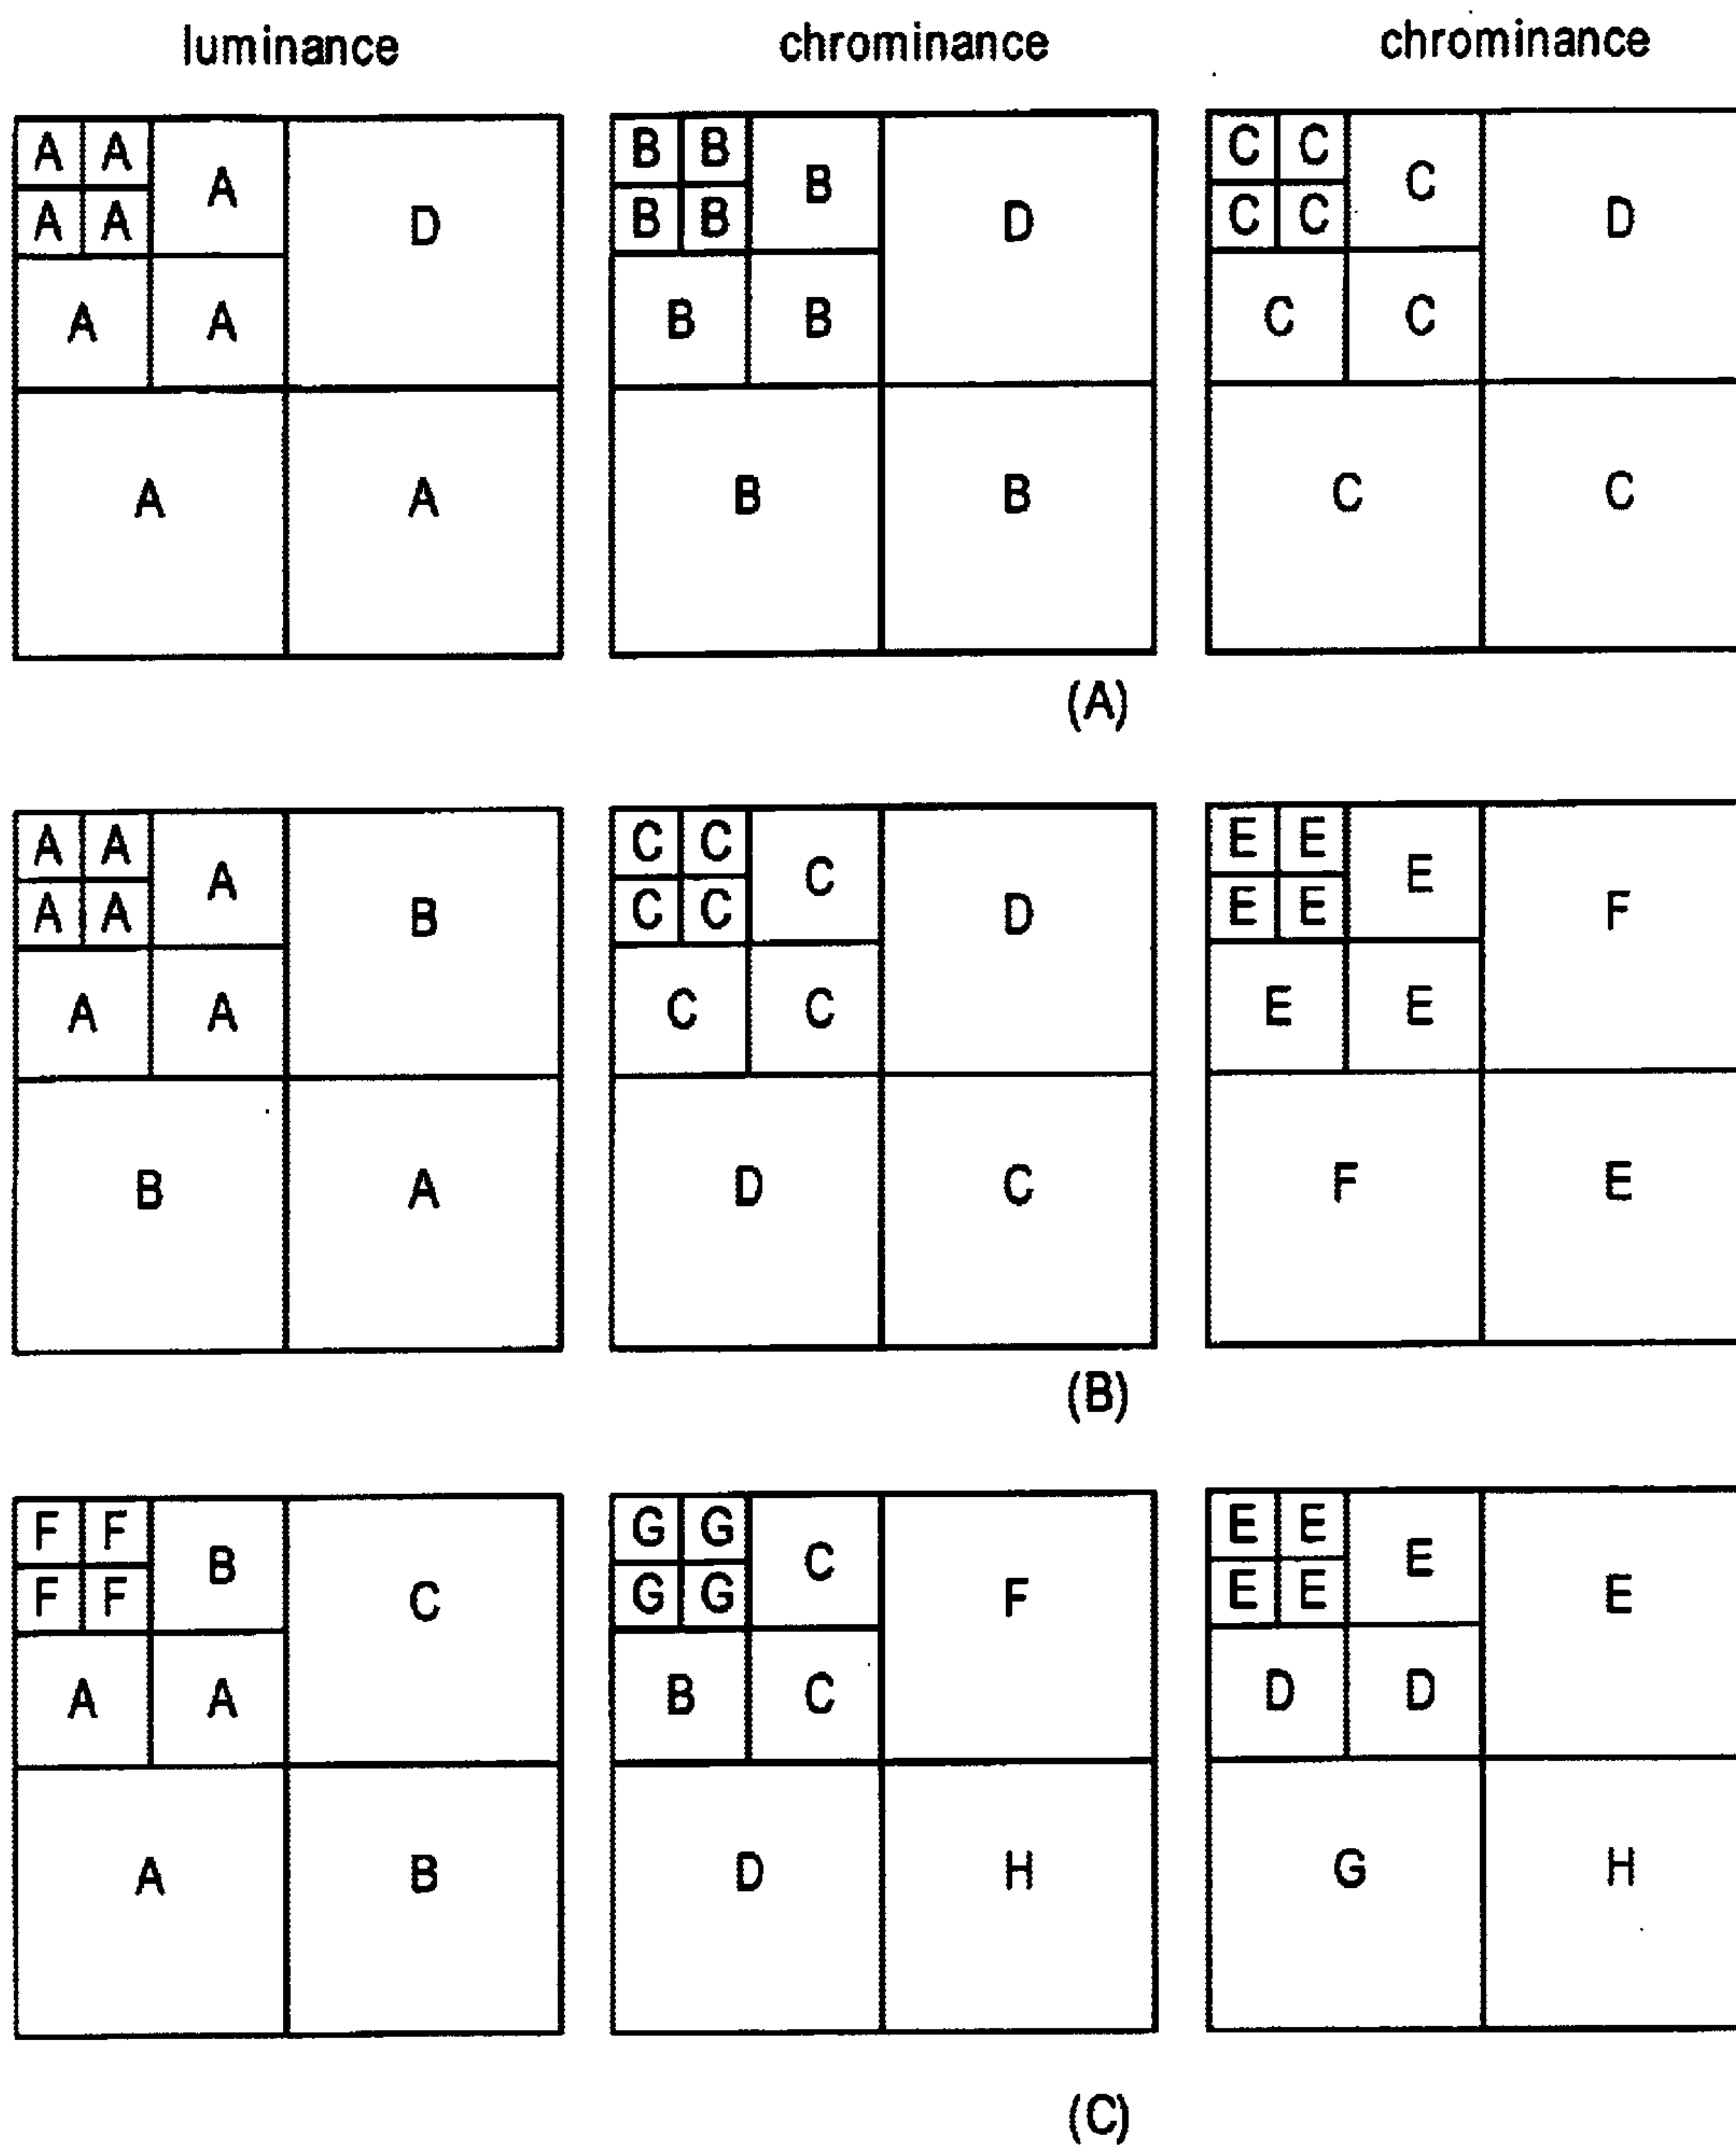 luminance chrominance chrominance
A A A D B B B D C C C D
A A B B C C
A A B B C C
A A B B C C
(A)
A A A B C C C D E E E F
A A C C E E
A A C C E E
B A D C F E
(B)
F F B C G G C F E E E E
F F G G E E
A A B C D D
A B D H G H
(C)